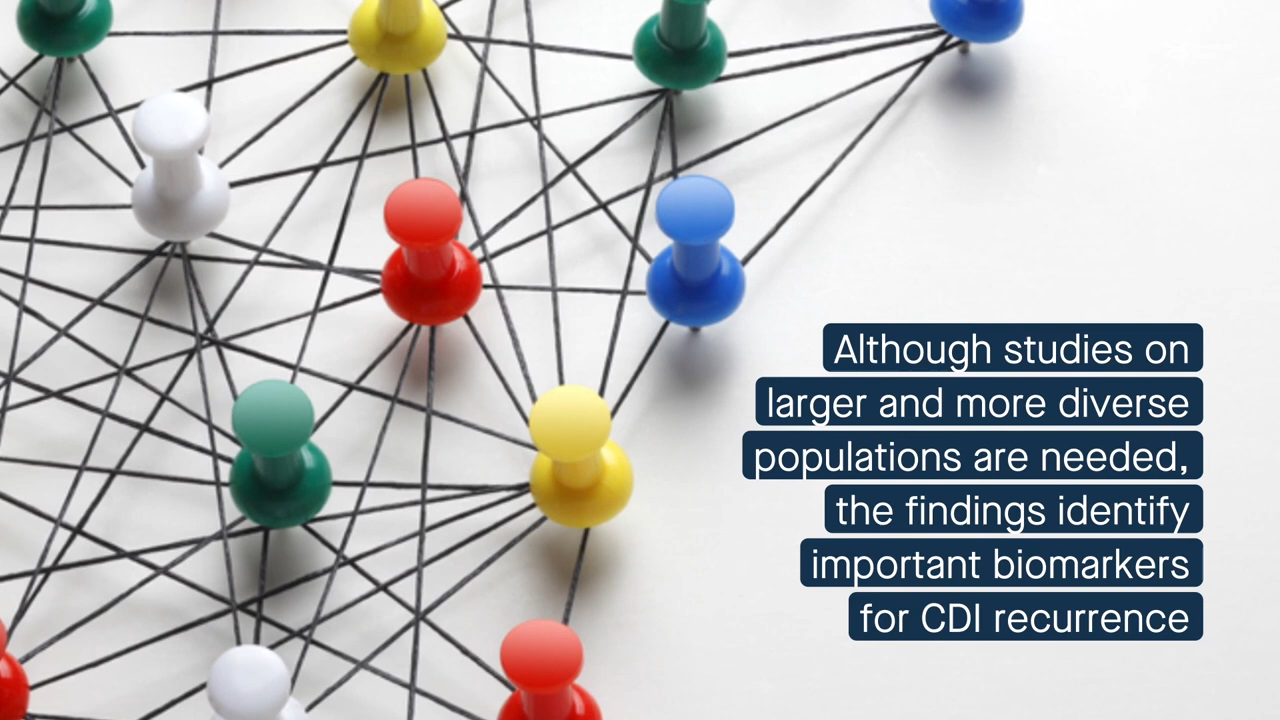 Although studies on
larger and more diverse
populations are needed,
the findings identify
important biomarkers
for CDI recurrence